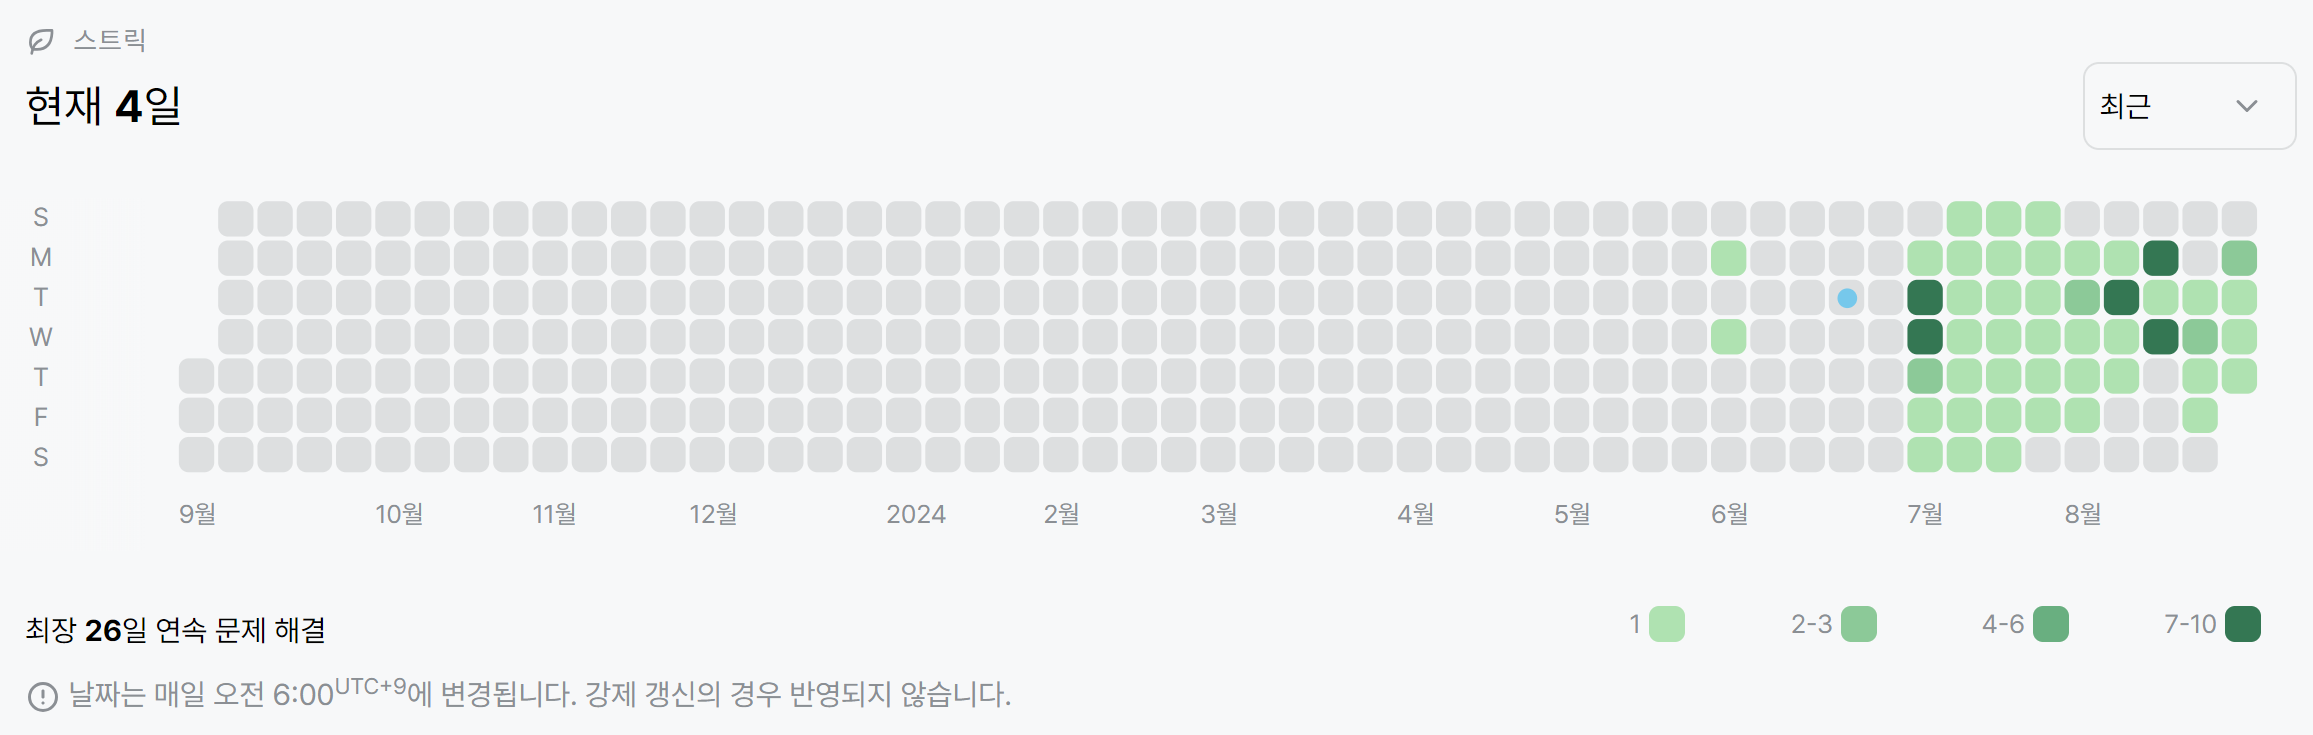 스트릭
현재 4일
최근
S
M
T
W
T
F
S
9월 10월 11월 12월 2024 2월 3월 4월 5월 6월 7월 8월
최장 26일 연속 문제 해결
1 2-3 4-6 7-10
날짜는 매일 오전 6:00UTC+9에 변경됩니다. 강제 갱신의 경우 반영되지 않습니다.